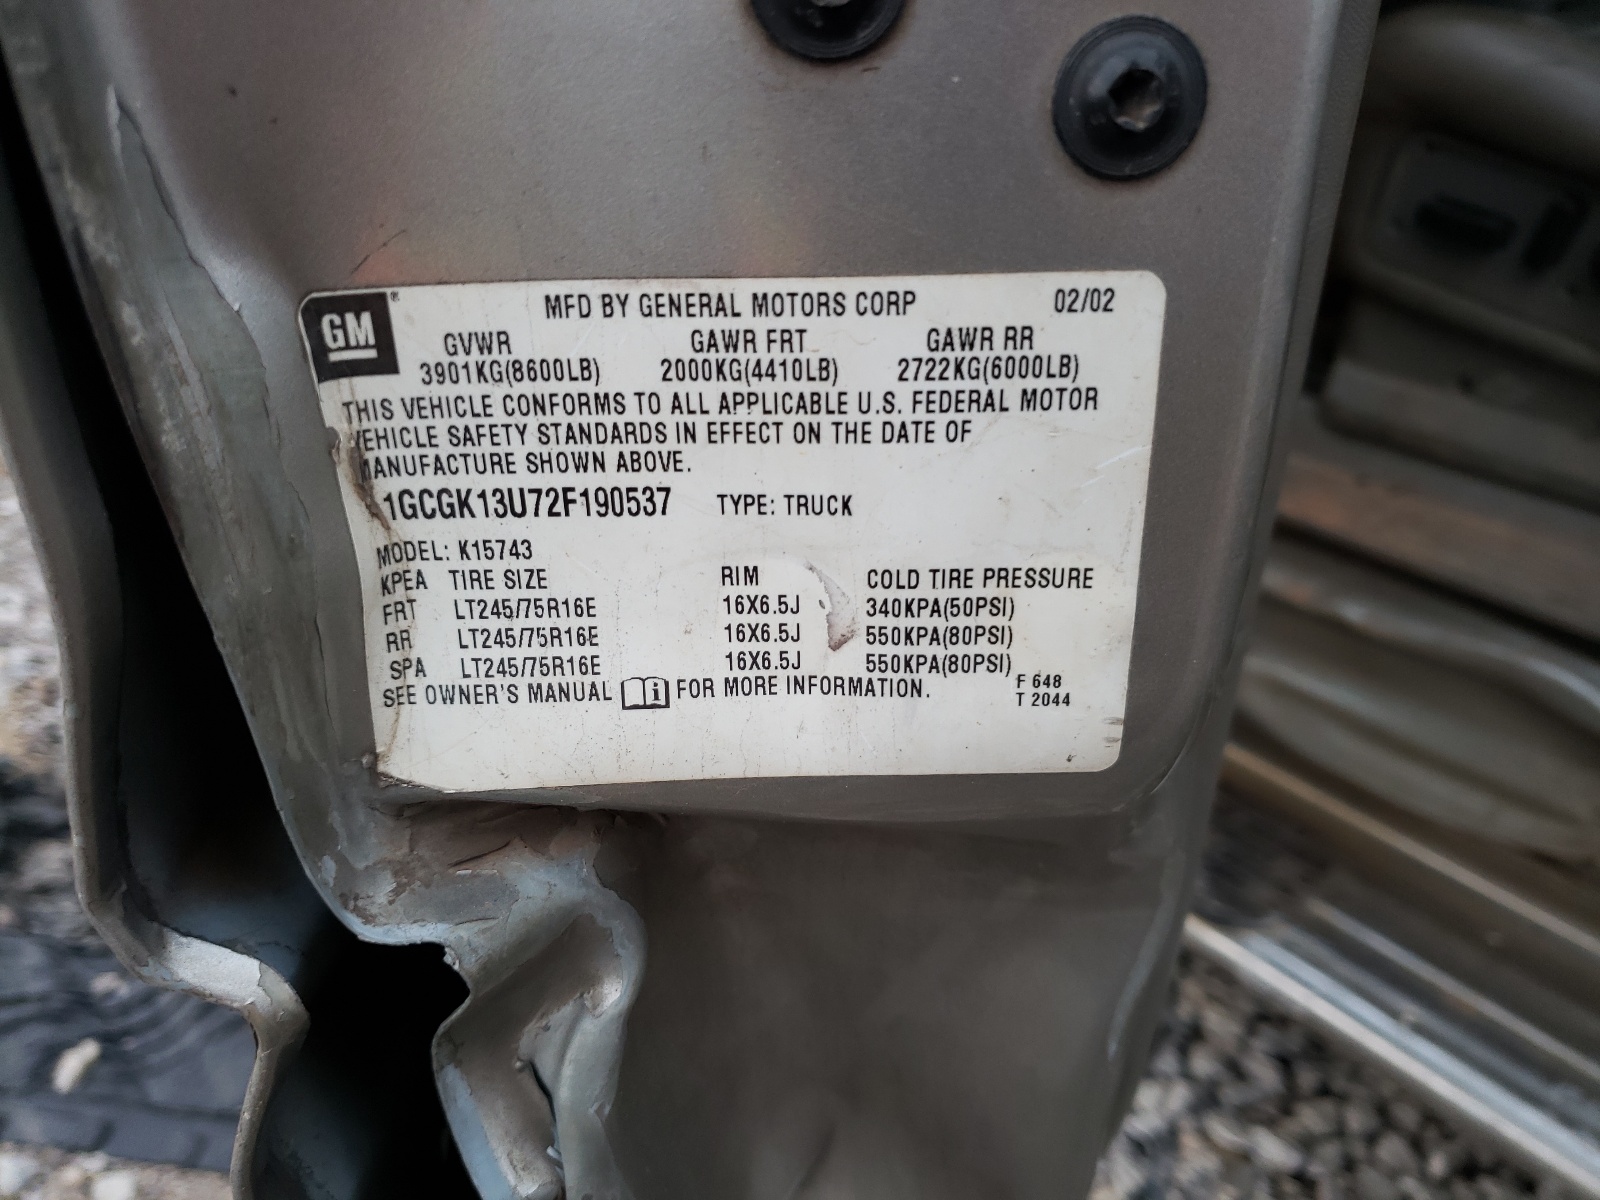 GM® MFD BY GENERAL MOTORS CORP 02/02
GVWR GAWR FRT GAWR RR
3901KG(8600LB) 2000KG(4410LB) 2722KG(6000LB)
THIS VEHICLE CONFORMS TO ALL APPLICABLE U.S. FEDERAL MOTOR
VEHICLE SAFETY STANDARDS IN EFFECT ON THE DATE OF
MANUFACTURE SHOWN ABOVE.
1GCGK13U72F190537 TYPE: TRUCK
MODEL: K15743
KPEA TIRE SIZE RIM COLD TIRE PRESSURE
FRT LT245/75R16E 16X6.5J 340KPA(50PSI)
RR LT245/75R16E 16X6.5J 550KPA(80PSI)
SPA LT245/75R16E 16X6.5J 550KPA(80PSI)
SEE OWNER'S MANUAL i FOR MORE INFORMATION. F 648
T 2044